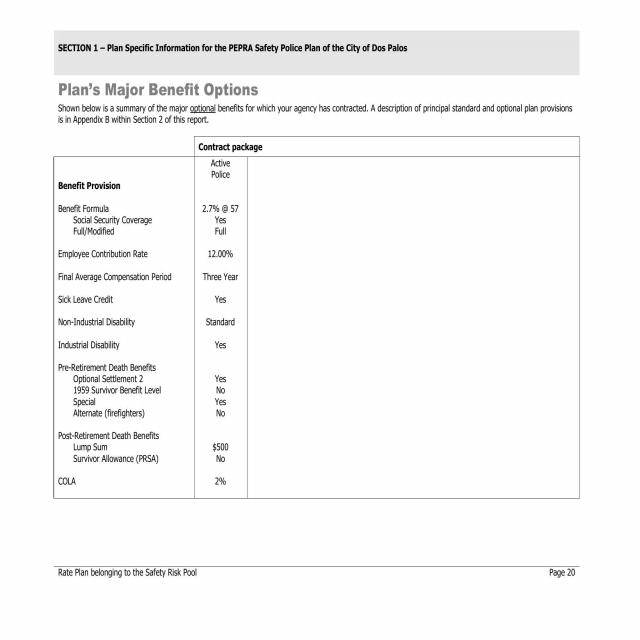 SECTION 1 – Plan Specific Information for the PEPRA Safety Police Plan of the City of Dos Palos
Plan's Major Benefit Options
Shown below is a summary of the major optional benefits for which your agency has contracted. A description of principal standard and optional plan provisions
is in Appendix B within Section 2 of this report.
Contract package
Active
Police
Benefit Provision
Benefit Formula 2.7% @ 57
Social Security Coverage Yes
Full/Modified Full
Employee Contribution Rate 12.00%
Final Average Compensation Period Three Year
Sick Leave Credit Yes
Non-Industrial Disability Standard
Industrial Disability Yes
Pre-Retirement Death Benefits
Optional Settlement 2 Yes
1959 Survivor Benefit Level No
Special Yes
Alternate (firefighters) No
Post-Retirement Death Benefits
Lump Sum $500
Survivor Allowance (PRSA) No
COLA 2%
Rate Plan belonging to the Safety Risk Pool Page 20